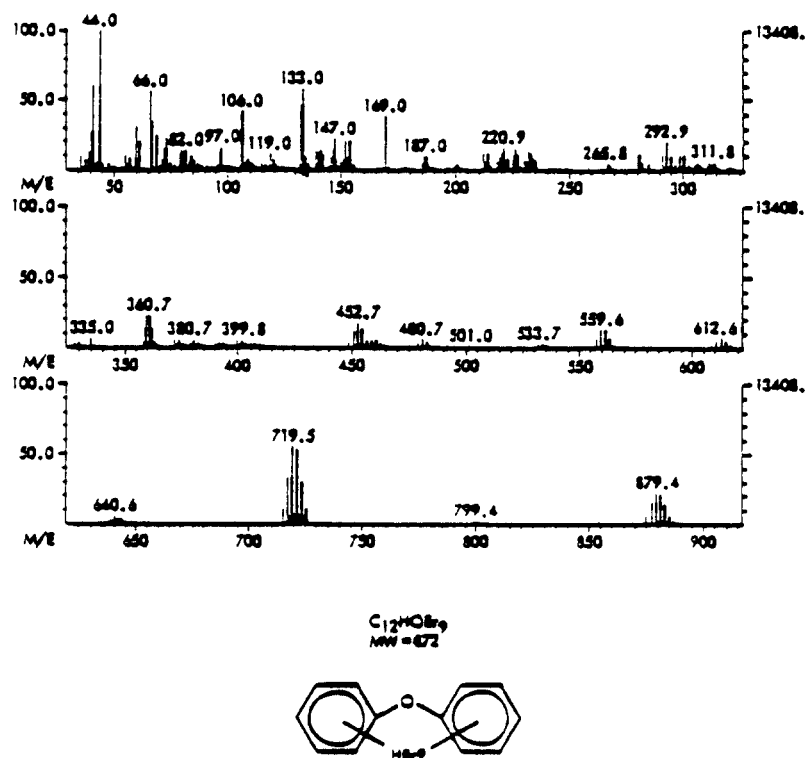 100.0 44.0 13408.
66.0 133.0
50.0 106.0 169.0
82.0 97.0 119.0 147.0 187.0 220.9 265.8 292.9 311.8
M/E 50 100 150 200 250 300
100.0 13408.
50.0
335.0 360.7 380.7 399.8 452.7 480.7 501.0 533.7 559.6 612.6
M/E 350 400 450 500 550 600
100.0 13408.
50.0 719.5 879.4
640.6 799.4
M/E 650 700 750 800 850 900
C12HOBr9
MW = 872
O
HBr9